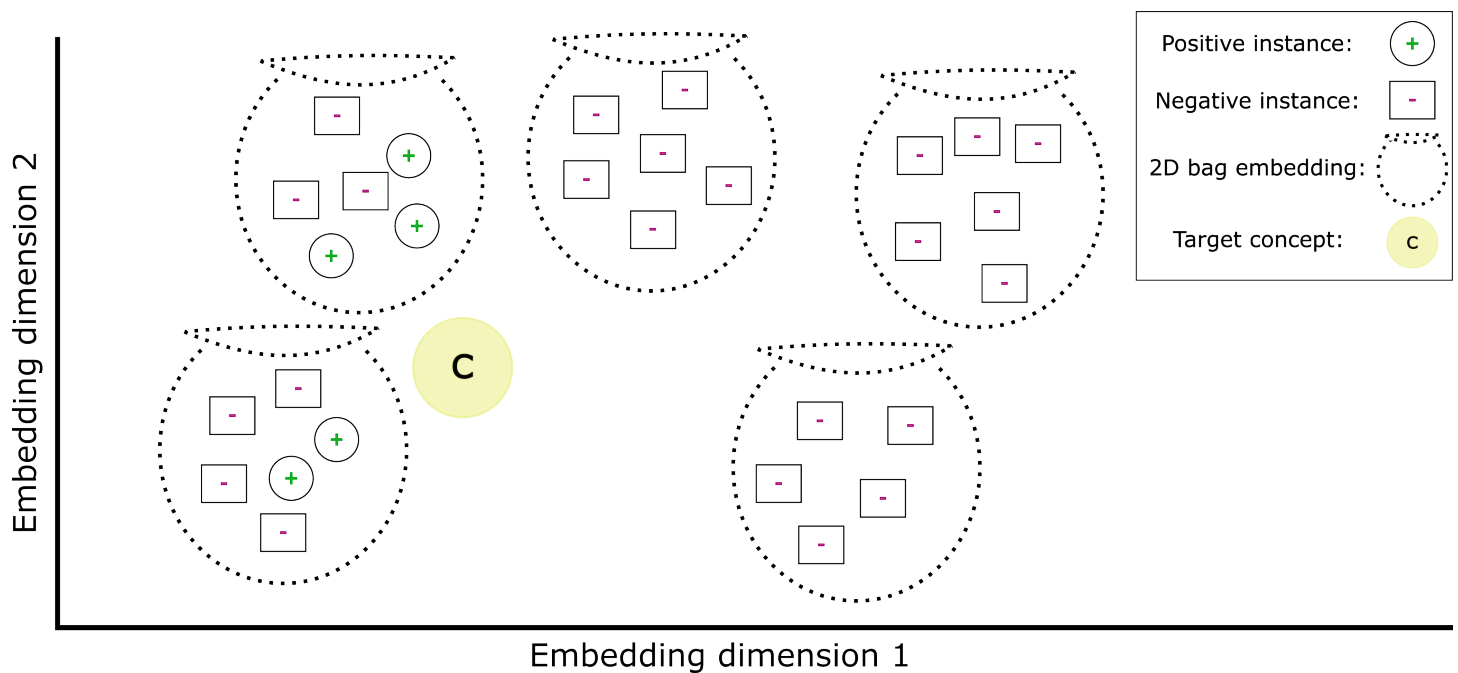 Positive instance: +
Negative instance: -
2D bag embedding:
Target concept: C
- + - - + + -
- - - - - -
- - - - - -
C
- - + - + -
- - - - -
Embedding dimension 2
Embedding dimension 1